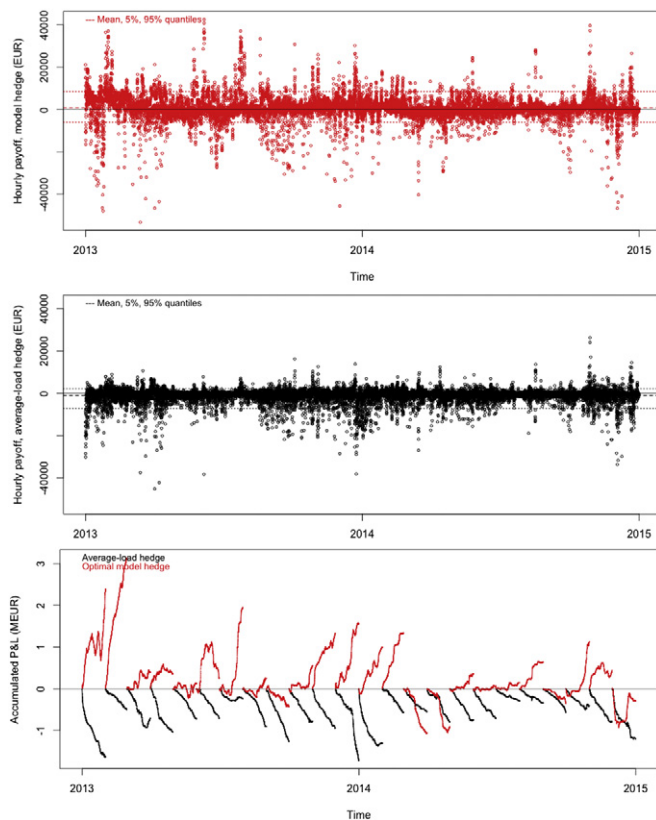 --- Mean, 5%, 95% quantiles
Hourly payoff, model hedge (EUR)
40000
20000
0
-40000
2013
2014
2015
Time
--- Mean, 5%, 95% quantiles
Hourly payoff, average-load hedge (EUR)
40000
20000
0
-40000
2013
2014
2015
Time
Average-load hedge
Optimal model hedge
Accumulated P&L (MEUR)
3
2
1
0
-1
2013
2014
2015
Time